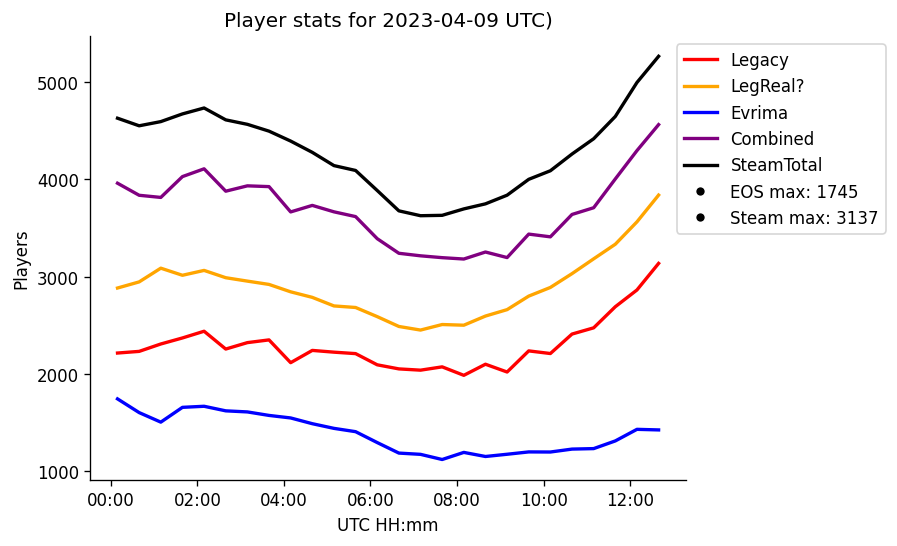 Player stats for 2023-04-09 UTC)
Legacy
LegReal?
Evrima
Combined
SteamTotal
EOS max: 1745
Steam max: 3137
Players
5000
4000
3000
2000
1000
00:00 02:00 04:00 06:00 08:00 10:00 12:00
UTC HH:mm